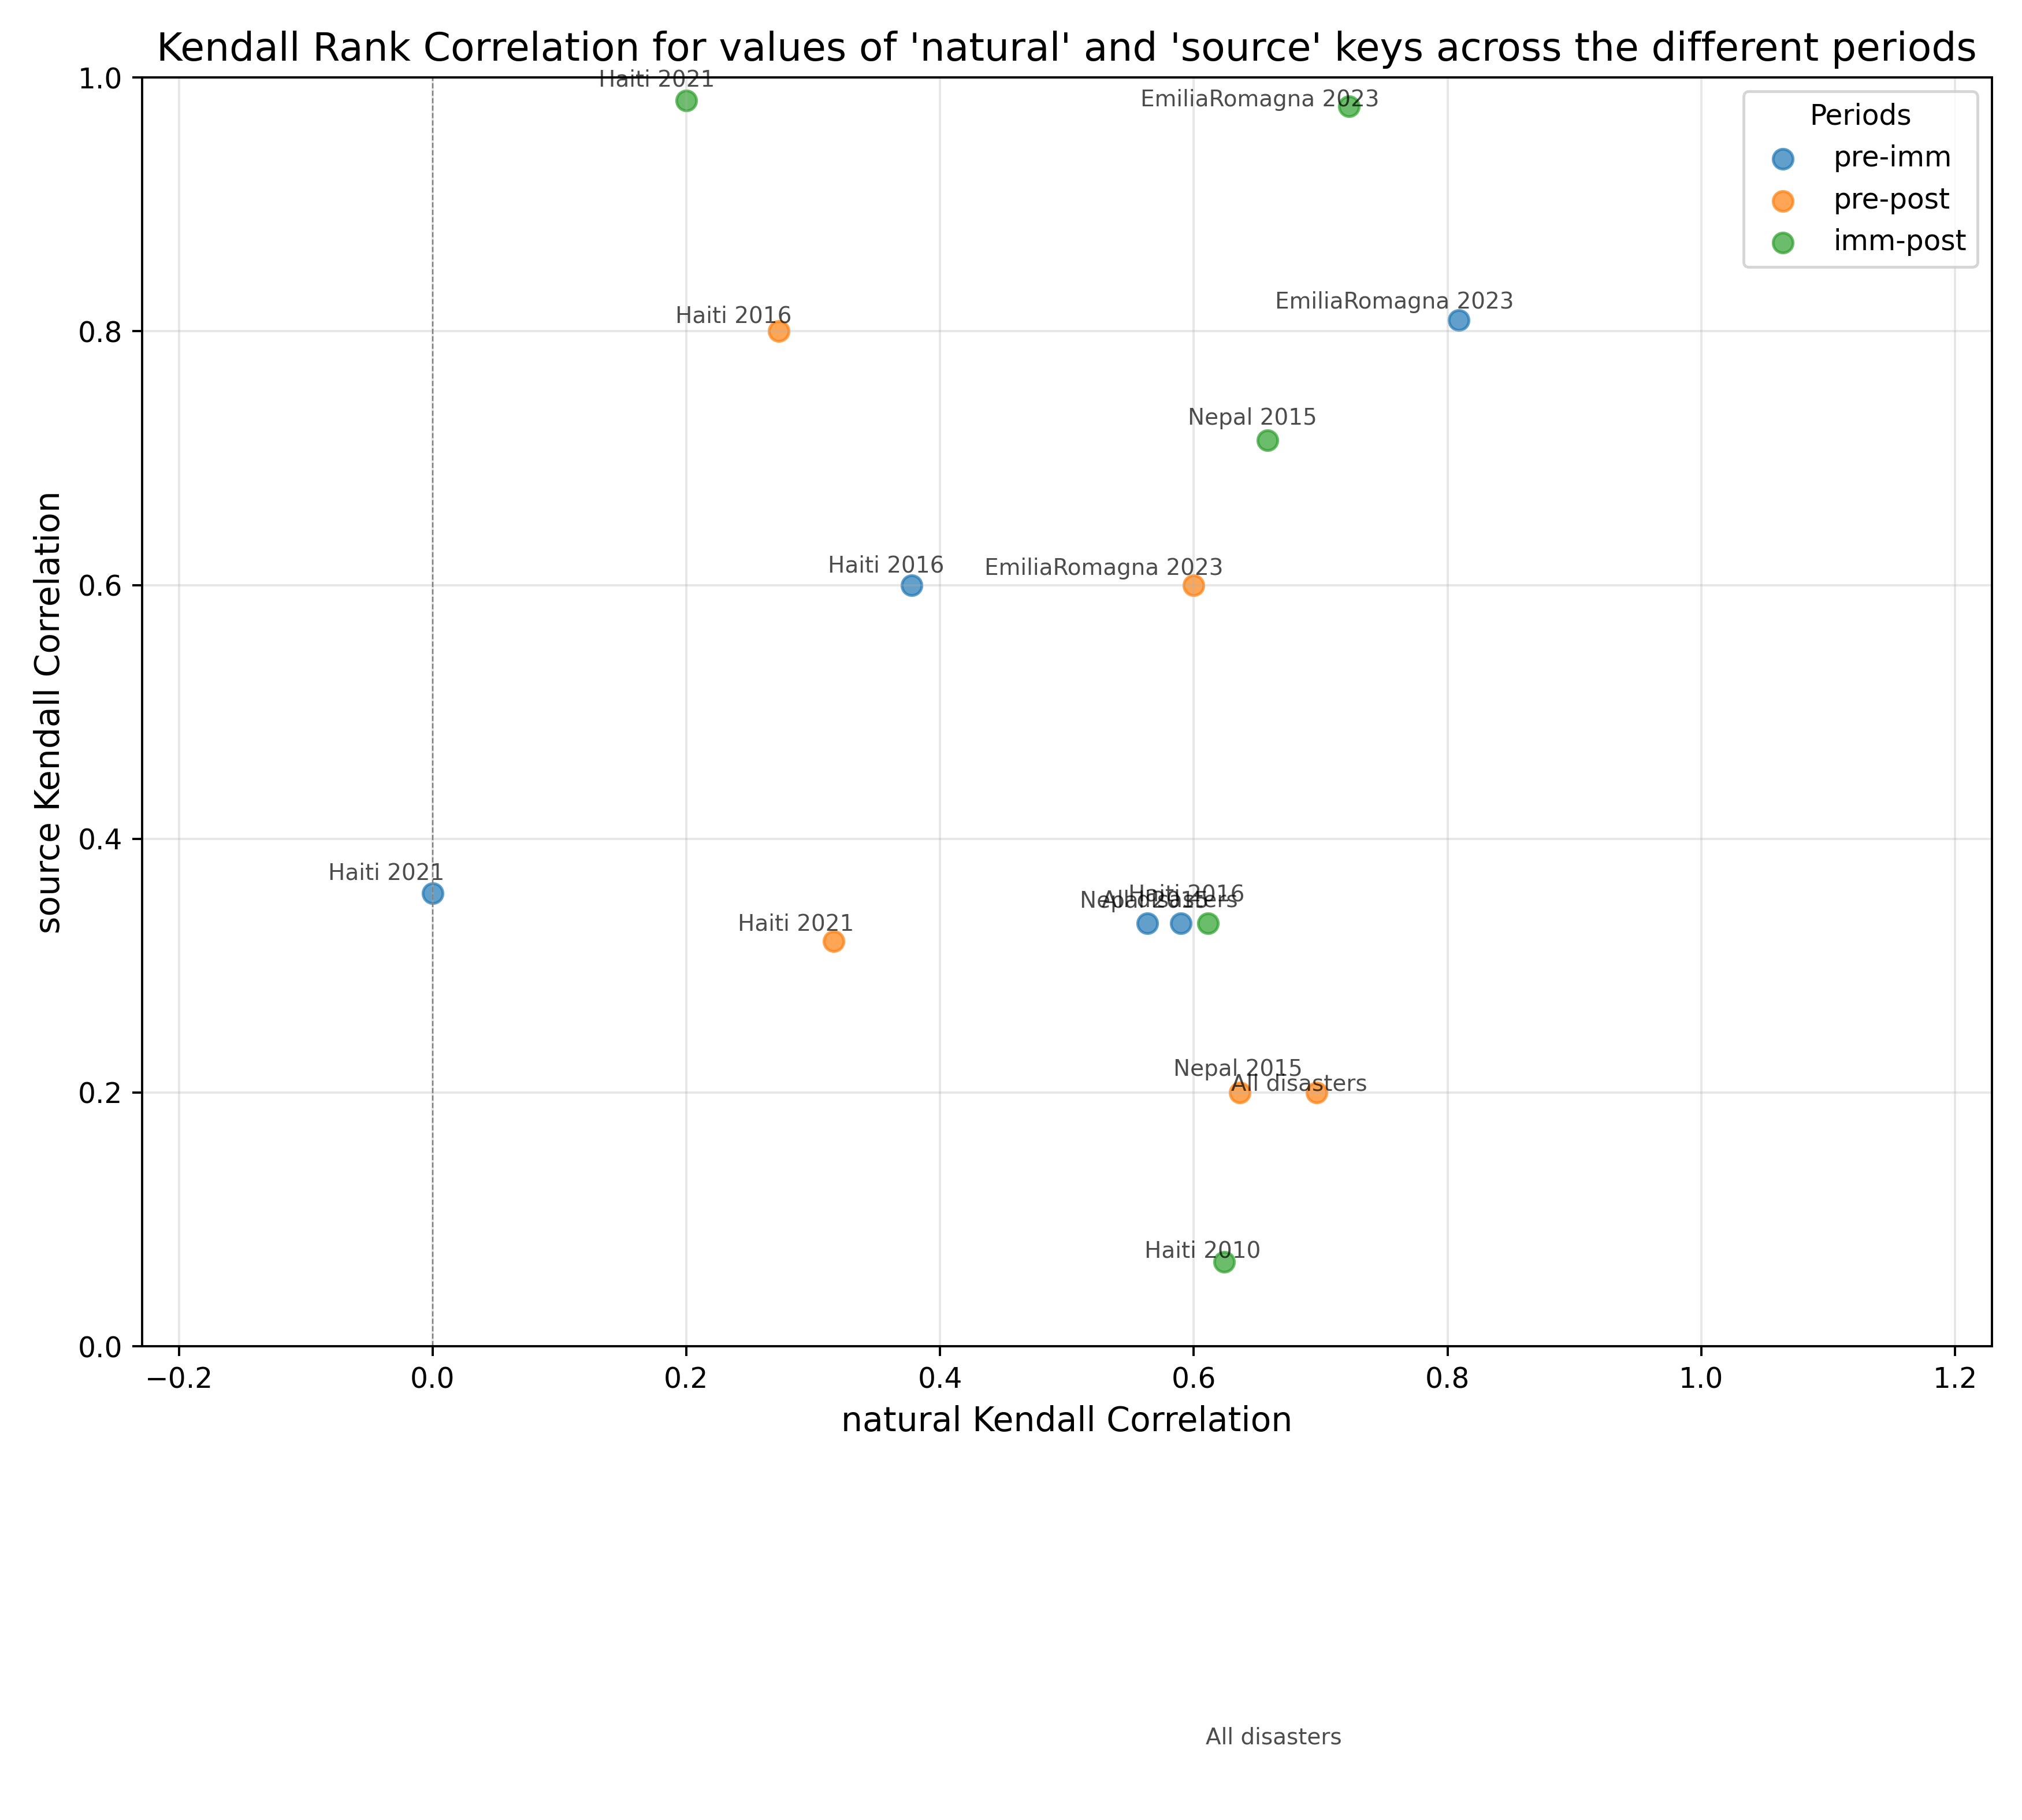 Kendall Rank Correlation for values of 'natural' and 'source' keys across the different periods
1.0
0.8
0.6
0.4
0.2
0.0
source Kendall Correlation
Haiti 2021
EmiliaRomagna 2023
Periods
pre-imm
pre-post
imm-post
EmiliaRomagna 2023
Haiti 2016
Nepal 2015
Haiti 2016
EmiliaRomagna 2023
Haiti 2021
Haiti 2016
Nepal 2015
All disasters
Haiti 2021
Nepal 2015
All disasters
Haiti 2010
−0.2
0.0
0.2
0.4
0.6
0.8
1.0
1.2
natural Kendall Correlation
All disasters